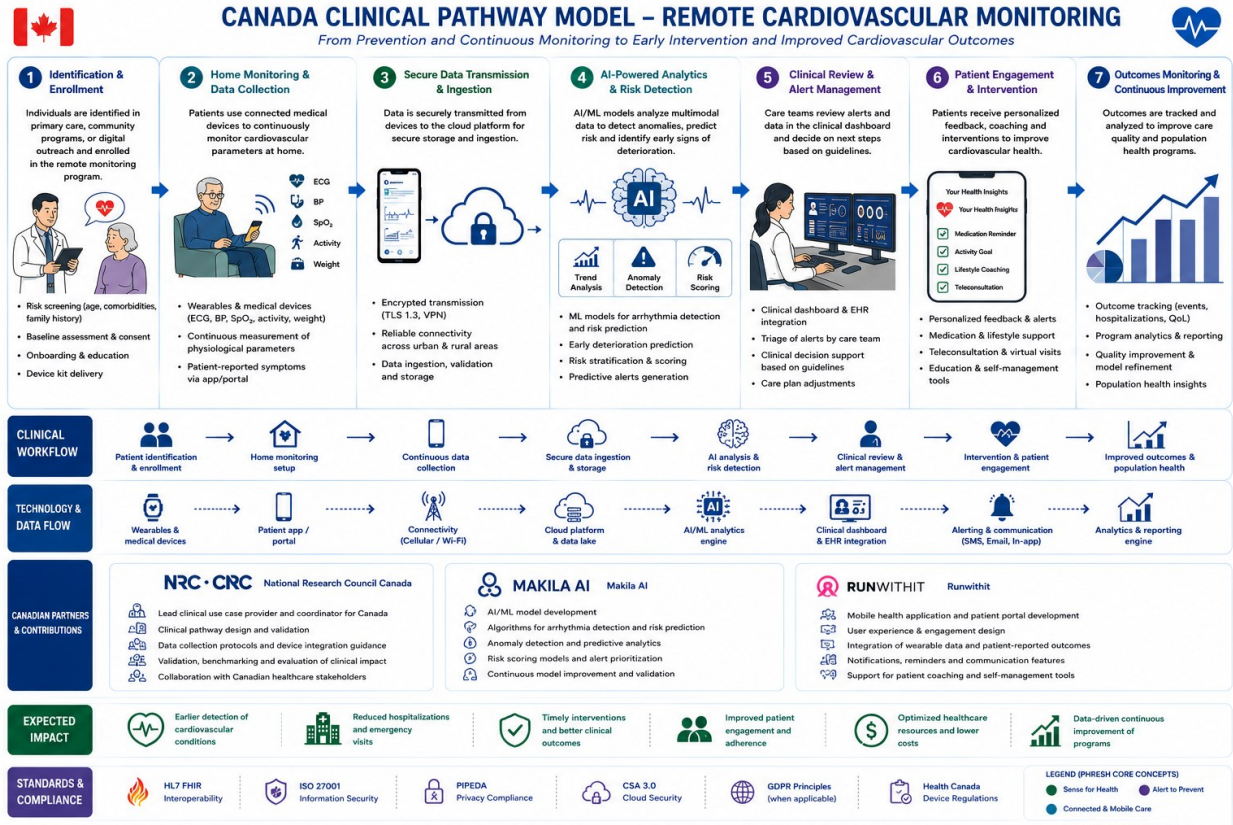 CANADA CLINICAL PATHWAY MODEL – REMOTE CARDIOVASCULAR MONITORING
From Prevention and Continuous Monitoring to Early Intervention and Improved Cardiovascular Outcomes
1 Identification &
Enrollment
Individuals are identified in
primary care, community
programs, or digital
outreach and enrolled
in the remote monitoring
program.
• Risk screening (age, comorbidities,
family history)
• Baseline assessment & consent
• Onboarding & education
• Device kit delivery
2 Home Monitoring &
Data Collection
Patients use connected medical
devices to continuously
monitor cardiovascular
parameters at home.
ECG
BP
SpO₂
Activity
Weight
• Wearables & medical devices
(ECG, BP, SpO₂, activity, weight)
• Continuous measurement of
physiological parameters
• Patient-reported symptoms
via app/portal
3 Secure Data Transmission
& Ingestion
Data is securely transmitted from
devices to the cloud platform for
secure storage and ingestion.
• Encrypted transmission
(TLS 1.3, VPN)
• Reliable connectivity
across urban & rural areas
• Data ingestion, validation
and storage
4 AI-Powered Analytics
& Risk Detection
AI/ML models analyze multimodal
data to detect anomalies, predict
risk and identify early signs of
deterioration.
AI
Trend
Analysis
Anomaly
Detection
Risk
Scoring
• ML models for arrhythmia detection
and risk prediction
• Early deterioration prediction
• Risk stratification & scoring
• Predictive alerts generation
5 Clinical Review &
Alert Management
Care teams review alerts and
data in the clinical dashboard
and decide on next steps
based on guidelines.
• Clinical dashboard & EHR
integration
• Triage of alerts by care team
• Clinical decision support
based on guidelines
• Care plan adjustments
6 Patient Engagement
& Intervention
Patients receive personalized
feedback, coaching and
interventions to improve
cardiovascular health.
Your Health Insights
Your Health Insights
Medication Reminder
Activity Goal
Lifestyle Coaching
Teleconsultation
• Personalized feedback & alerts
• Medication & lifestyle support
• Teleconsultation & virtual visits
• Education & self-management
tools
7 Outcomes Monitoring &
Continuous Improvement
Outcomes are tracked and
analyzed to improve care
quality and population
health programs.
• Outcome tracking (events,
hospitalizations, QoL)
• Program analytics & reporting
• Quality improvement &
model refinement
• Population health insights
CLINICAL
WORKFLOW
Patient identification
& enrollment
Home monitoring
setup
Continuous data
collection
Secure data ingestion
& storage
AI analysis &
risk detection
Clinical review &
alert management
Intervention & patient
engagement
Improved outcomes &
population health
TECHNOLOGY &
DATA FLOW
Wearables &
medical devices
Patient app /
portal
Connectivity
(Cellular / Wi-Fi)
Cloud platform
& data lake
AI
AI/ML analytics
engine
Clinical dashboard
& EHR integration
Alerting & communication
(SMS, Email, In-app)
Analytics & reporting
engine
CANADIAN PARTNERS
& CONTRIBUTIONS
NRC · CRC National Research Council Canada
Lead clinical use case provider and coordinator for Canada
Clinical pathway design and validation
Data collection protocols and device integration guidance
Validation, benchmarking and evaluation of clinical impact
Collaboration with Canadian healthcare stakeholders
MAKILA AI Makila AI
AI/ML model development
Algorithms for arrhythmia detection and risk prediction
Anomaly detection and predictive analytics
Risk scoring models and alert prioritization
Continuous model improvement and validation
RUNWITHIT Runwithit
Mobile health application and patient portal development
User experience & engagement design
Integration of wearable data and patient-reported outcomes
Notifications, reminders and communication features
Support for patient coaching and self-management tools
EXPECTED
IMPACT
Earlier detection of
cardiovascular
conditions
Reduced hospitalizations
and emergency
visits
Timely interventions
and better clinical
outcomes
Improved patient
engagement and
adherence
$
Optimized healthcare
resources and lower
costs
Data-driven continuous
improvement of
programs
STANDARDS &
COMPLIANCE
HL7 FHIR
Interoperability
ISO 27001
Information Security
PIPEDA
Privacy Compliance
CSA 3.0
Cloud Security
GDPR Principles
(when applicable)
Health Canada
Device Regulations
LEGEND (PHRESH CORE CONCEPTS)
Sense for Health
Alert to Prevent
Connected & Mobile Care